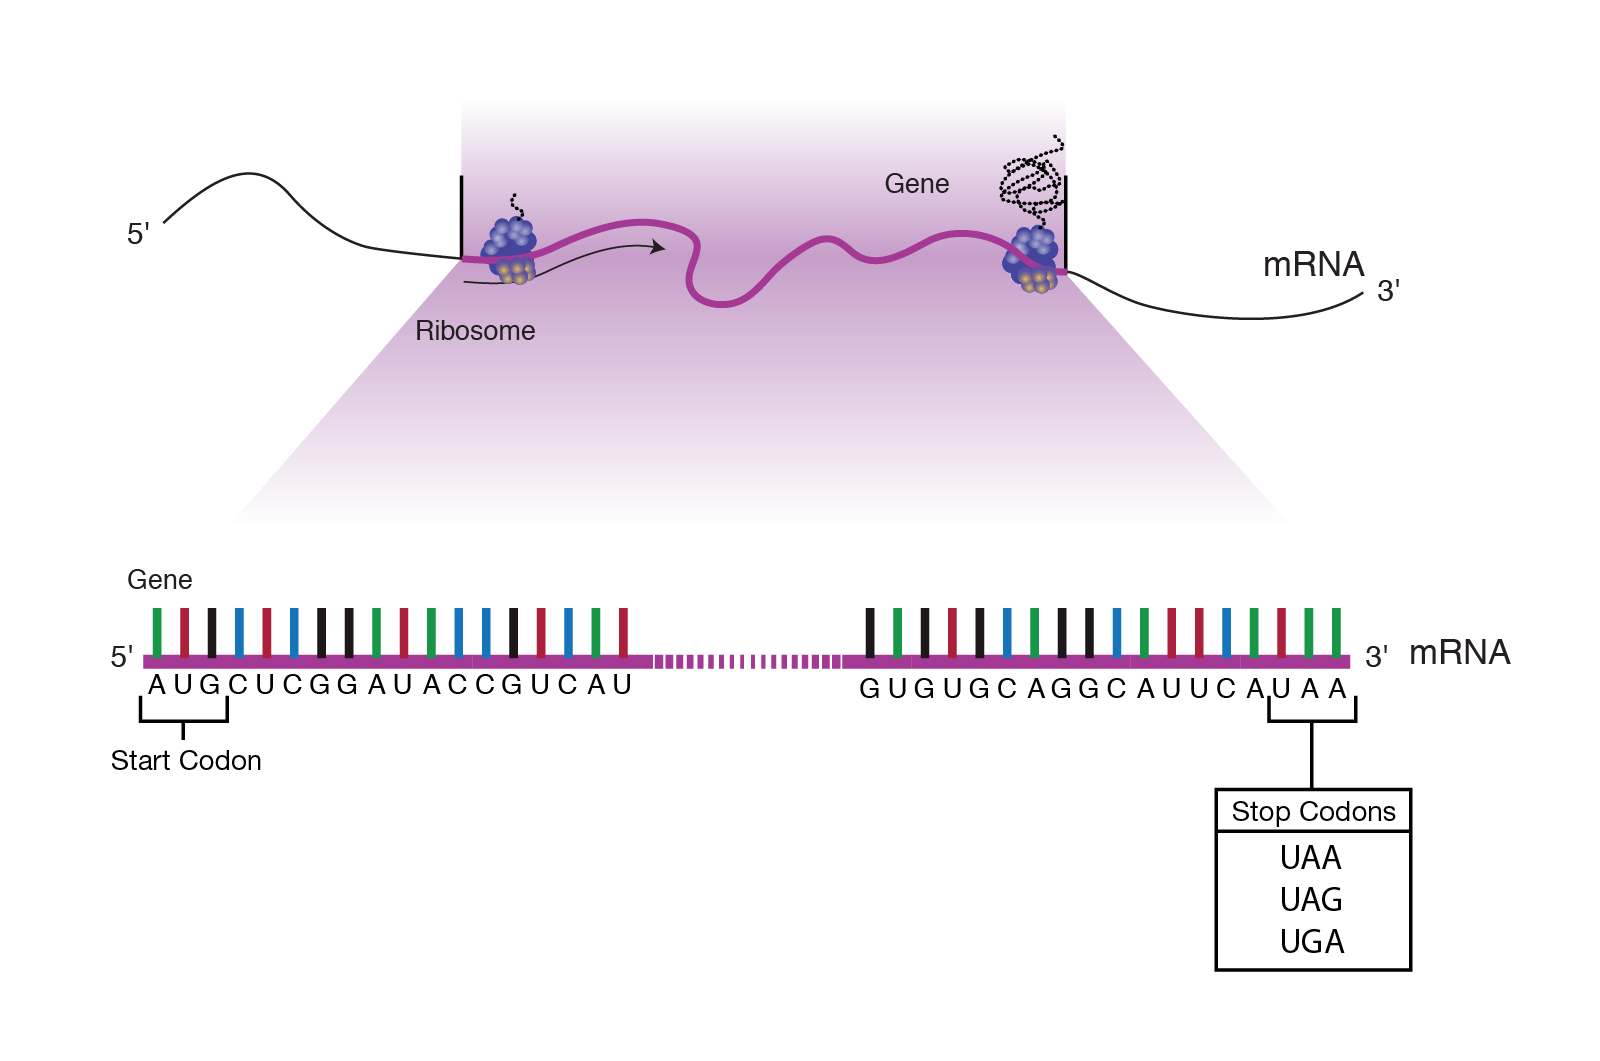 Gene
5'
mRNA
3'
Ribosome
Gene
5'
3' mRNA
AUGCUCGGAUACCGUCAU
GUGUGCAGGCAUUCAUAA
Start Codon
Stop Codons
UAA
UAG
UGA